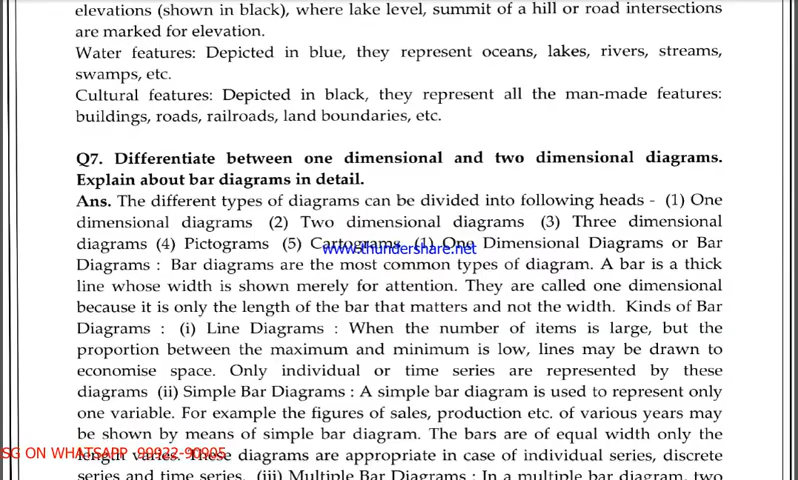 elevations (shown in black), where lake level, summit of a hill or road intersections
are marked for elevation.
Water features: Depicted in blue, they represent oceans, lakes, rivers, streams,
swamps, etc.
Cultural features: Depicted in black, they represent all the man-made features:
buildings, roads, railroads, land boundaries, etc.
Q7. Differentiate between one dimensional and two dimensional diagrams.
Explain about bar diagrams in detail.
Ans. The different types of diagrams can be divided into following heads - (1) One
dimensional diagrams (2) Two dimensional diagrams (3) Three dimensional
diagrams (4) Pictograms (5) Cartograms (1) One Dimensional Diagrams or Bar
www.thundershare.net
Diagrams : Bar diagrams are the most common types of diagram. A bar is a thick
line whose width is shown merely for attention. They are called one dimensional
because it is only the length of the bar that matters and not the width. Kinds of Bar
Diagrams : (i) Line Diagrams : When the number of items is large, but the
proportion between the maximum and minimum is low, lines may be drawn to
economise space. Only individual or time series are represented by these
diagrams (ii) Simple Bar Diagrams : A simple bar diagram is used to represent only
one variable. For example the figures of sales, production etc. of various years may
be shown by means of simple bar diagram. The bars are of equal width only the
length varies. These diagrams are appropriate in case of individual series, discrete
SG ON WHATSAPP 99922-90905
series and time series. (iii) Multiple Bar Diagrams : In a multiple bar diagram, two